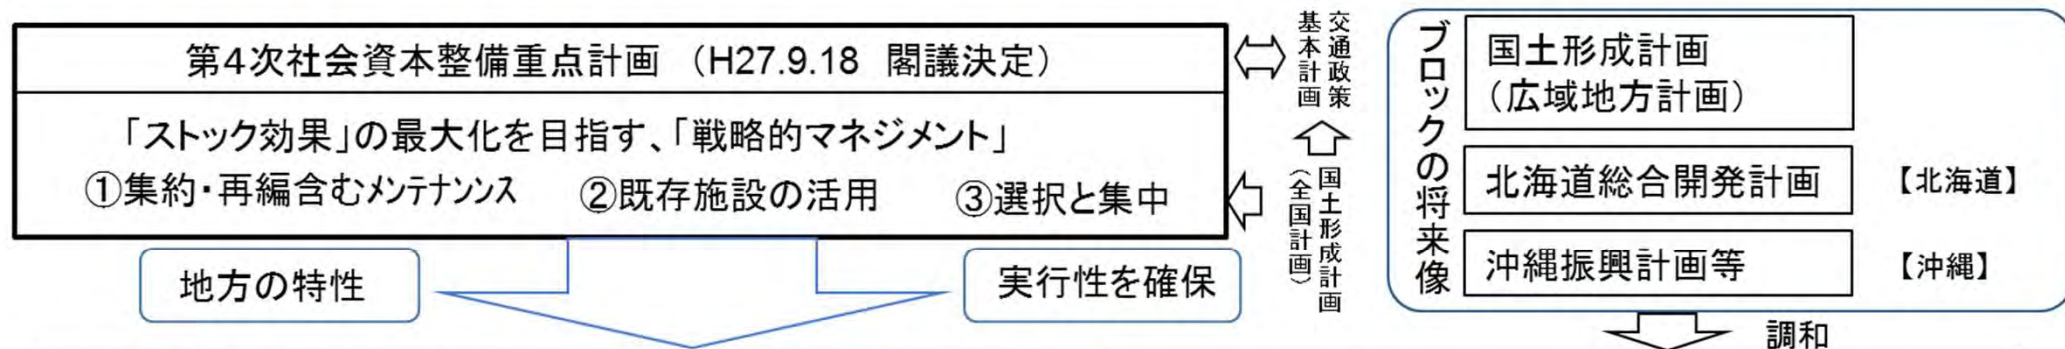 第4次社会資本整備重点計画 (H27.9.18 閣議決定)
「ストック効果」の最大化を目指す、「戦略的マネジメント」
①集約・再編含むメンテナンンス ②既存施設の活用 ③選択と集中
地方の特性
実行性を確保
交通政策
基本計画
国土形成計画
(全国計画)
ブロックの将来像
国土形成計画
(広域地方計画)
北海道総合開発計画 【北海道】
沖縄振興計画等 【沖縄】
調和